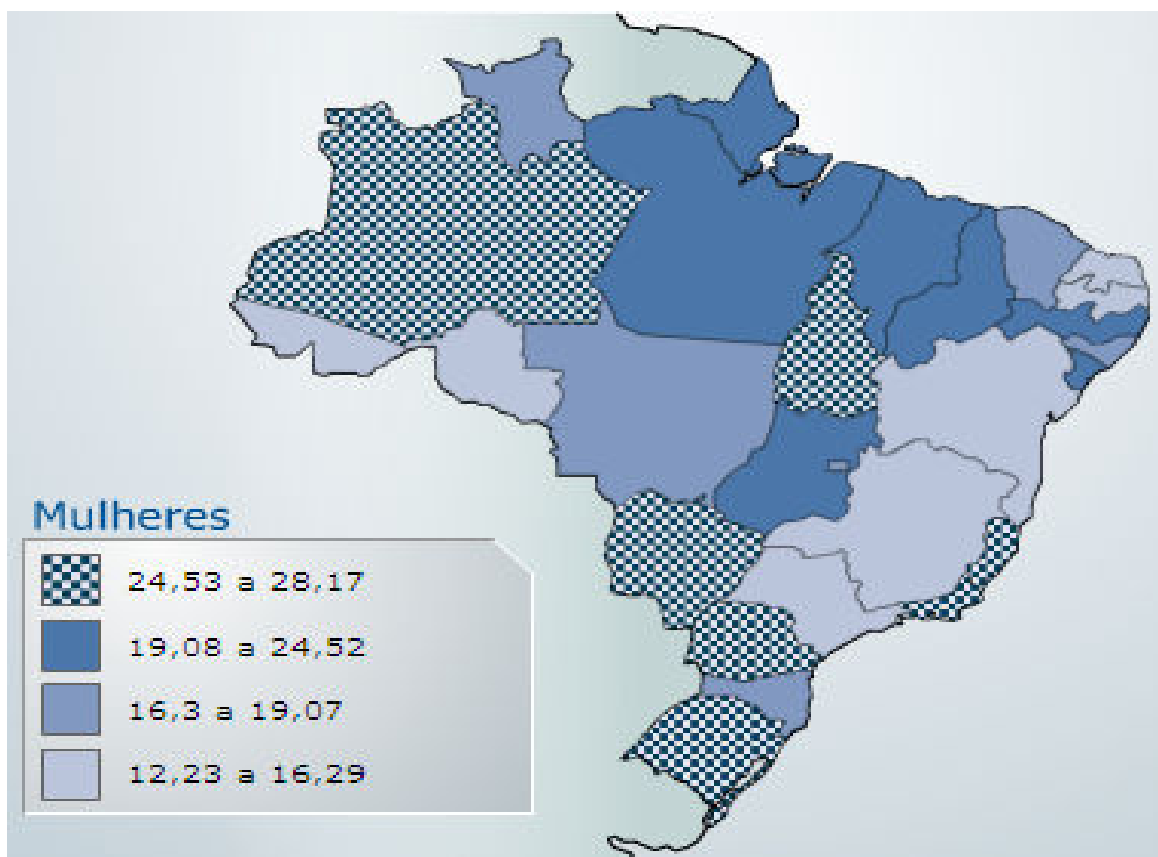 Mulheres
24,53 a 28,17
19,08 a 24,52
16,3 a 19,07
12,23 a 16,29